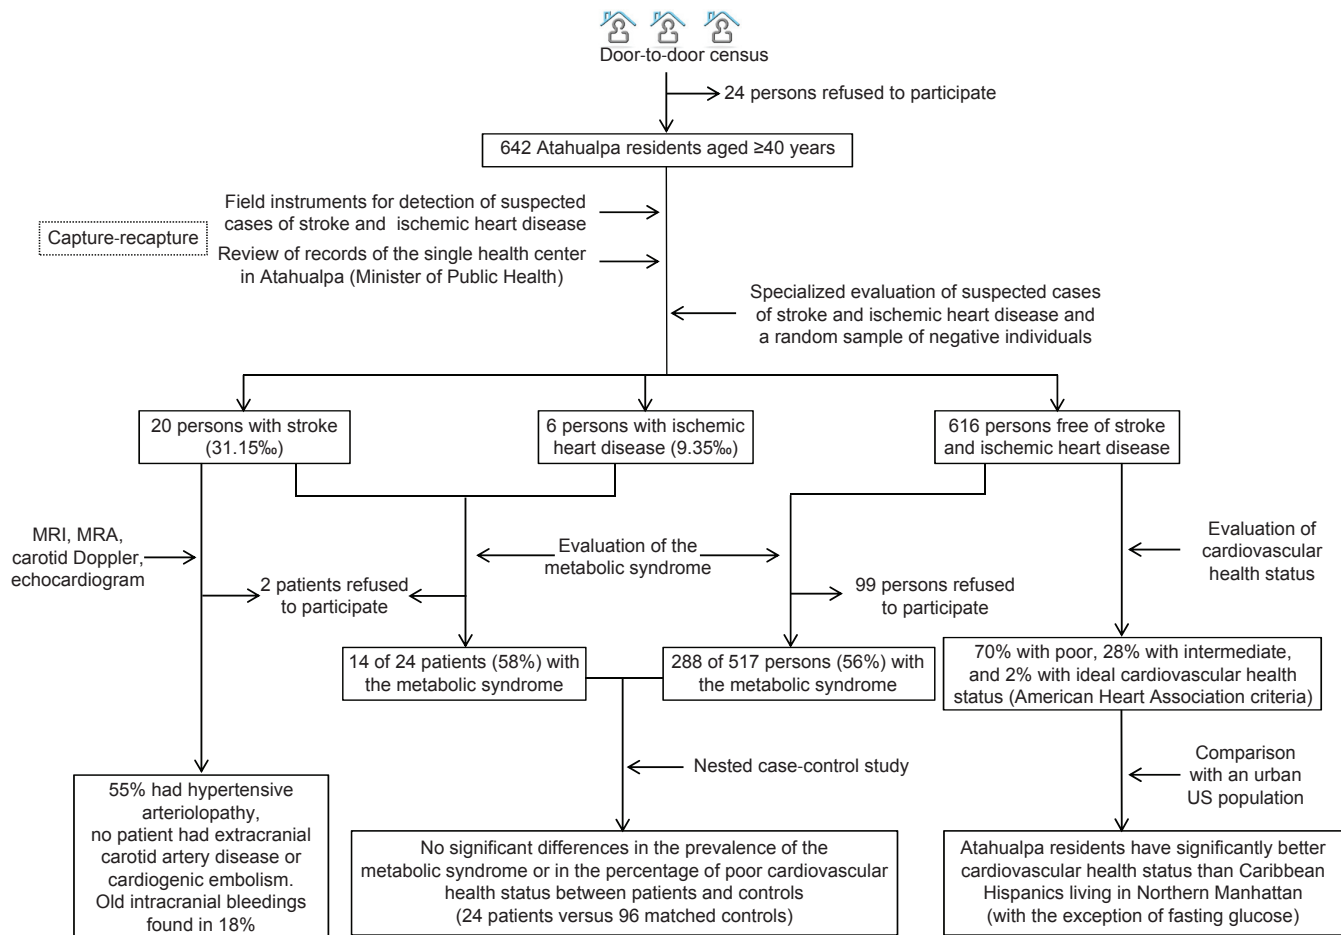 Door-to-door census
24 persons refused to participate
642 Atahualpa residents aged ≥40 years
Field instruments for detection of suspected
cases of stroke and ischemic heart disease
Capture-recapture
Review of records of the single health center
in Atahualpa (Minister of Public Health)
Specialized evaluation of suspected cases
of stroke and ischemic heart disease and
a random sample of negative individuals
20 persons with stroke
(31.15‰)
6 persons with ischemic
heart disease (9.35‰)
616 persons free of stroke
and ischemic heart disease
MRI, MRA,
carotid Doppler,
echocardiogram
Evaluation of the
metabolic syndrome
Evaluation of
cardiovascular
health status
2 patients refused
to participate
99 persons refused
to participate
14 of 24 patients (58%) with
the metabolic syndrome
288 of 517 persons (56%) with
the metabolic syndrome
70% with poor, 28% with intermediate,
and 2% with ideal cardiovascular health
status (American Heart Association criteria)
Nested case-control study
Comparison
with an urban
US population
55% had hypertensive
arteriolopathy,
no patient had extracranial
carotid artery disease or
cardiogenic embolism.
Old intracranial bleedings
found in 18%
No significant differences in the prevalence of the
metabolic syndrome or in the percentage of poor cardiovascular
health status between patients and controls
(24 patients versus 96 matched controls)
Atahualpa residents have significantly better
cardiovascular health status than Caribbean
Hispanics living in Northern Manhattan
(with the exception of fasting glucose)